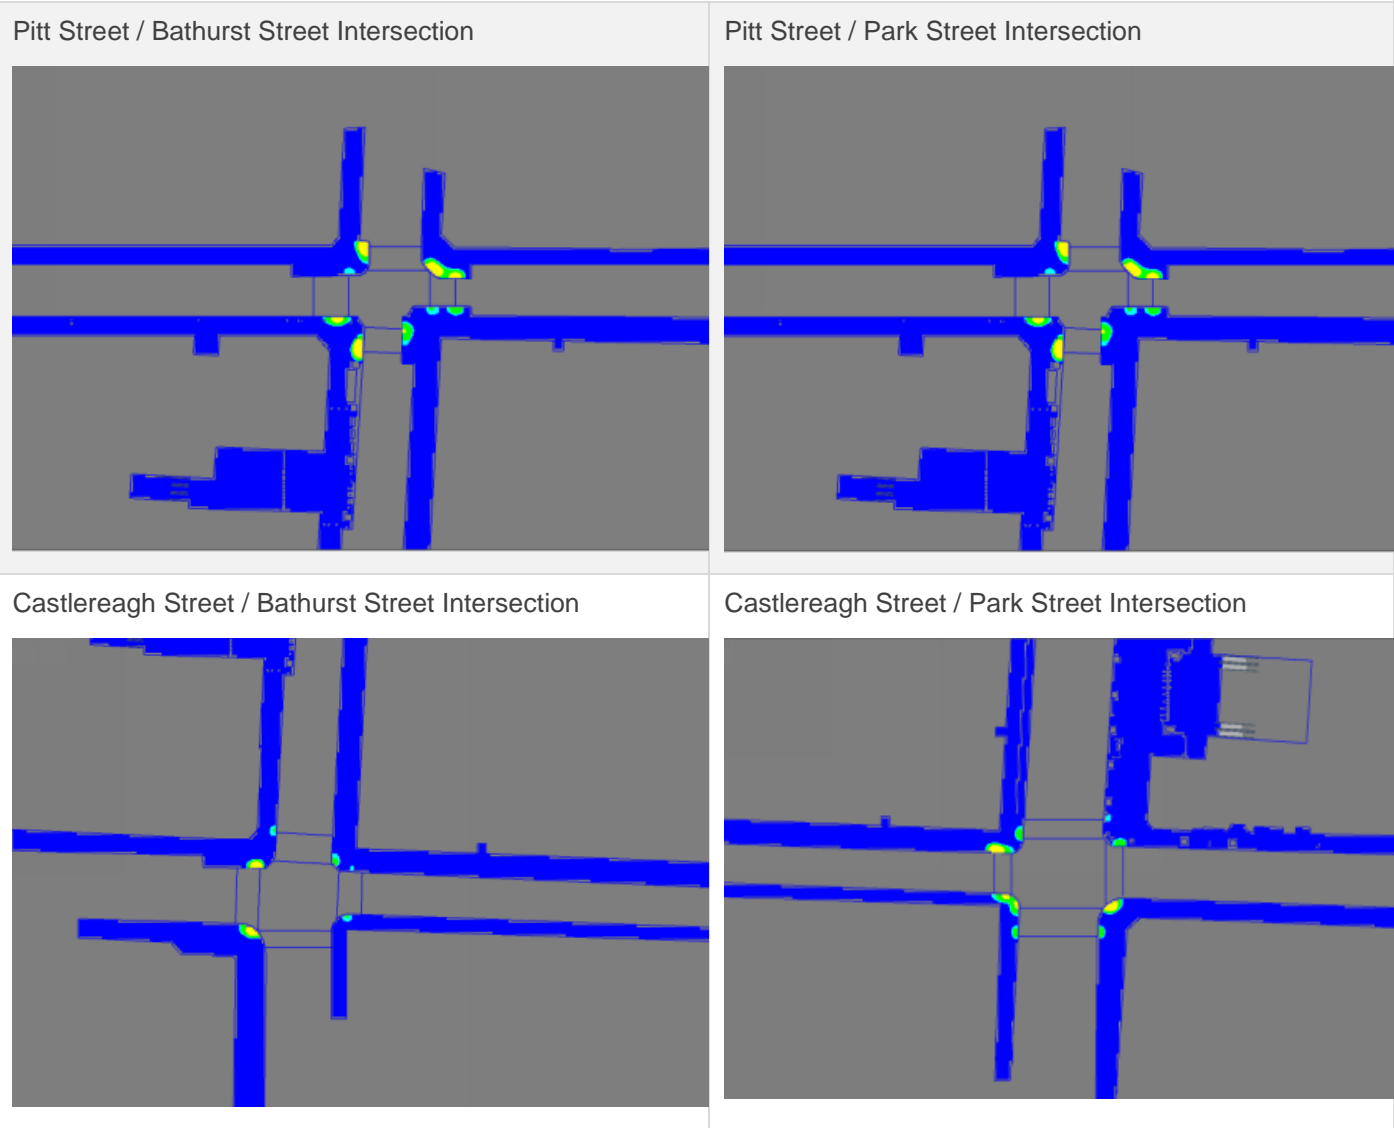 Pitt Street / Bathurst Street Intersection
Pitt Street / Park Street Intersection
Castlereagh Street / Bathurst Street Intersection
Castlereagh Street / Park Street Intersection